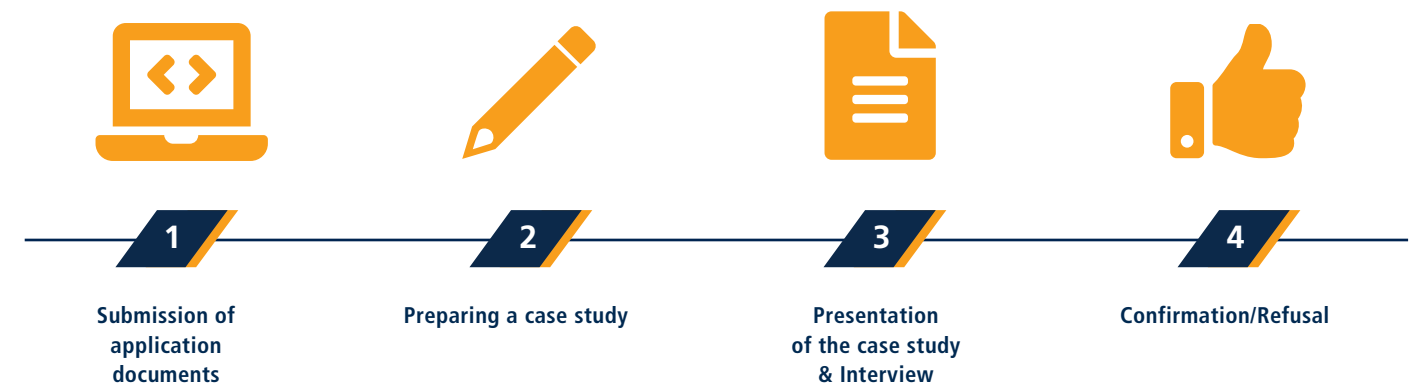 1
2
3
4
Submission of
application
documents
Preparing a case study
Presentation
of the case study
& Interview
Confirmation/Refusal